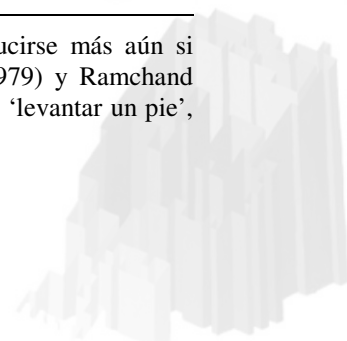 ucirse más aún si
979) y Ramchand
‘levantar un pie’,